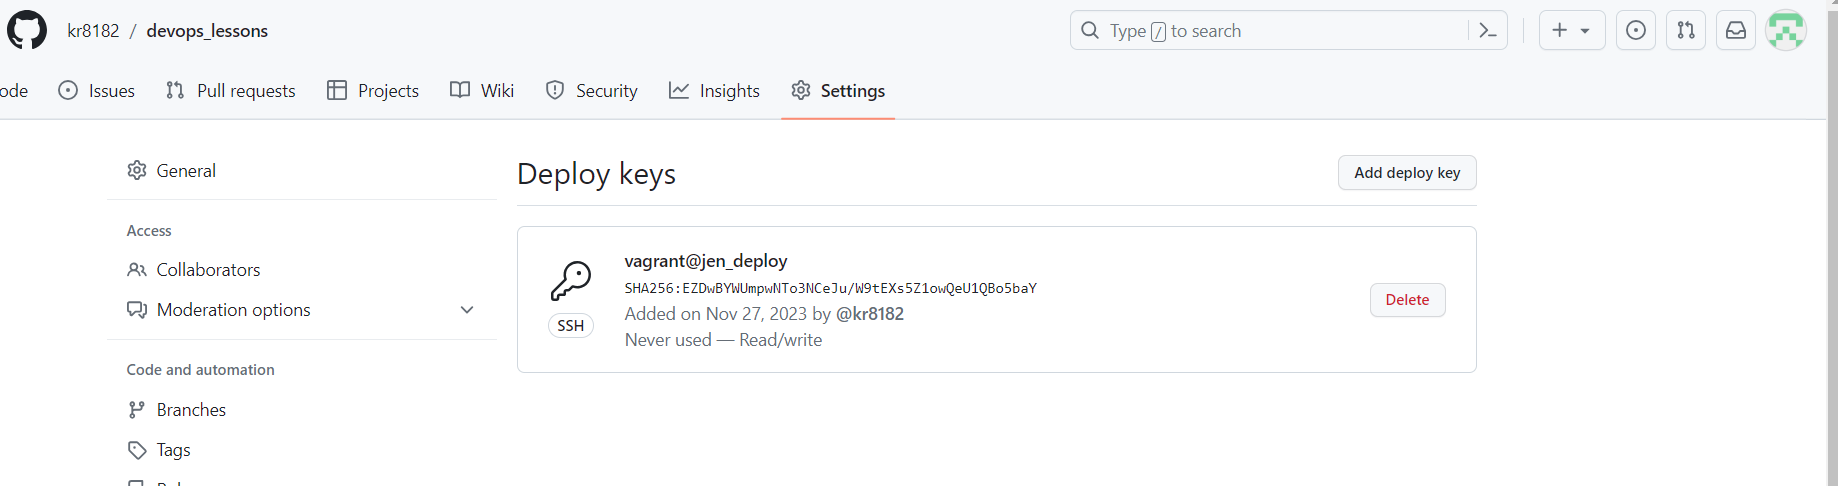 kr8182 / devops_lessons
Type / to search
ode Issues Pull requests Projects Wiki Security Insights Settings
General
Access
Collaborators
Moderation options
Code and automation
Branches
Tags
Deploy keys
Add deploy key
vagrant@jen_deploy
SHA256:EZDwBYWUmpwNTo3NCeJu/W9tEXs5Z1owQeU1QBo5baY
Added on Nov 27, 2023 by @kr8182
Never used — Read/write
SSH
Delete